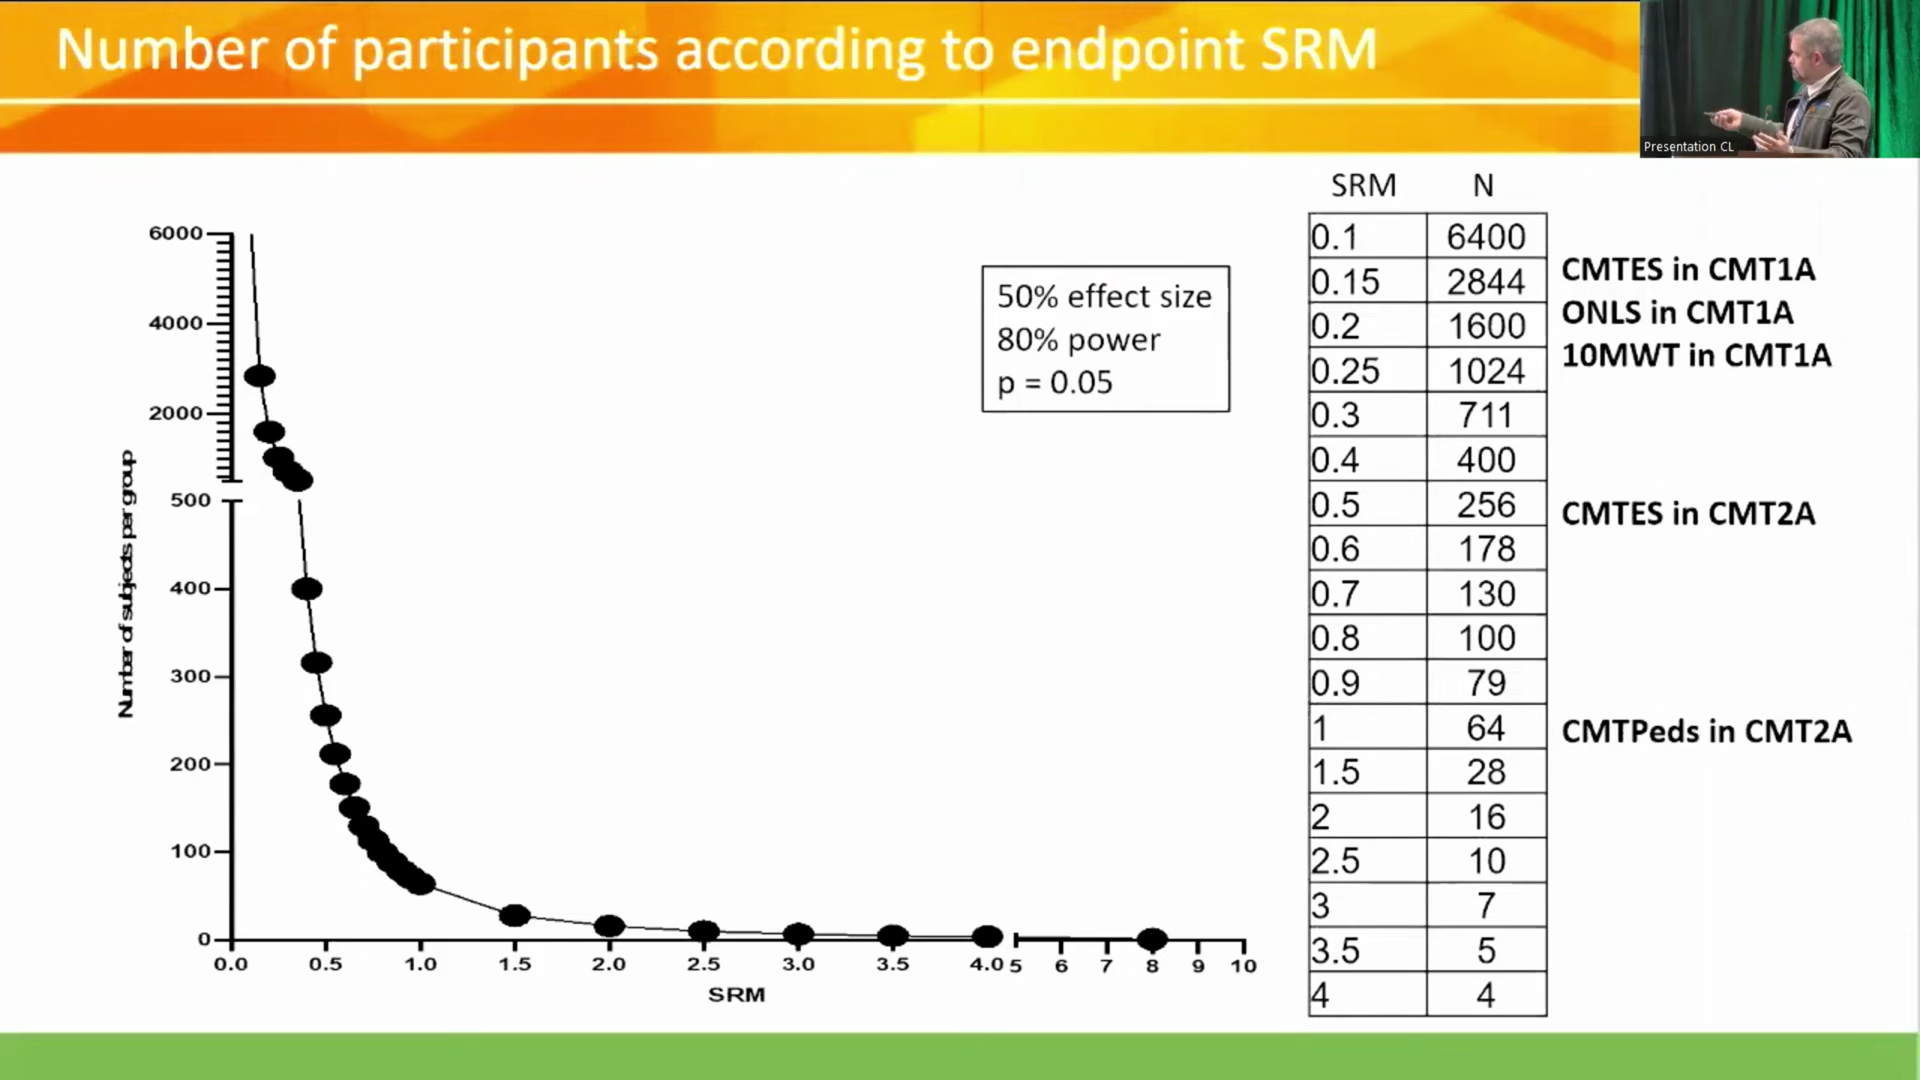 Number of participants according to endpoint SRM
Presentation CL
6000
4000
2000
500
400
300
200
100
0
Number of subjects per group
0.0 0.5 1.0 1.5 2.0 2.5 3.0 3.5 4.0 5 6 7 8 9 10
SRM
50% effect size
80% power
p = 0.05
SRM N
0.1 6400
0.15 2844
0.2 1600
0.25 1024
0.3 711
0.4 400
0.5 256
0.6 178
0.7 130
0.8 100
0.9 79
1 64
1.5 28
2 16
2.5 10
3 7
3.5 5
4 4
CMTES in CMT1A
ONLS in CMT1A
10MWT in CMT1A
CMTES in CMT2A
CMTPeds in CMT2A